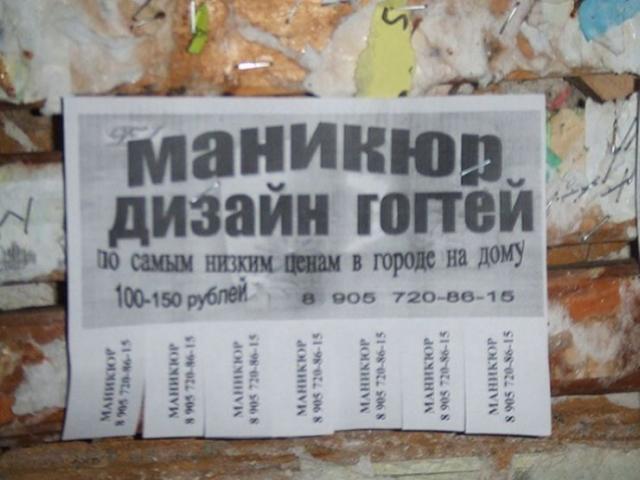 маникюр
дизайн гогтей
по самым низким ценам в городе на дому
100-150 рублей 8 905 720-86-15
МАНИКЮР
8 905 720-86-15
МАНИКЮР
8 905 720-86-15
МАНИКЮР
8 905 720-86-15
МАНИКЮР
8 905 720-86-15
МАНИКЮР
8 905 720-86-15
МАНИКЮР
8 905 720-86-15
МАНИКЮР
8 905 720-86-15